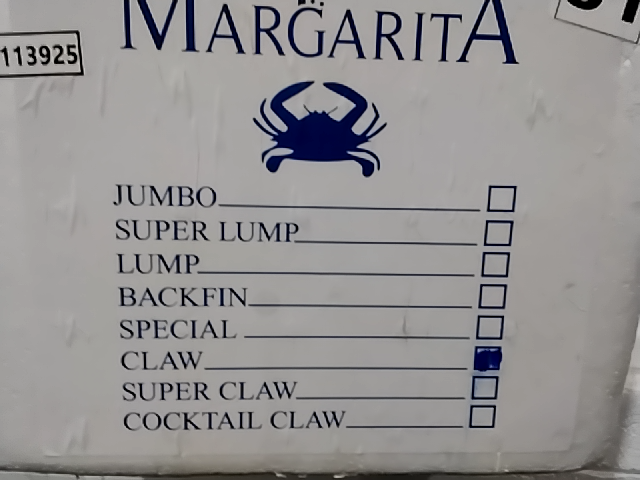 MARGARITA
113925
JUMBO
SUPER LUMP
LUMP
BACKFIN
SPECIAL
CLAW
SUPER CLAW
COCKTAIL CLAW